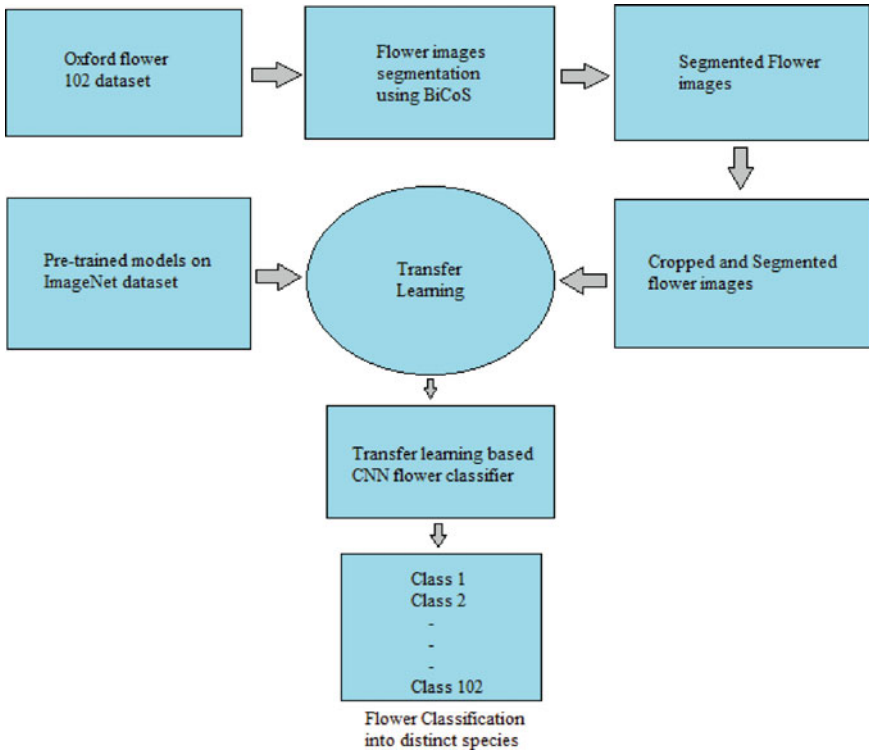 Oxford flower
102 dataset
Flower images
segmentation
using BiCoS
Segmented Flower
images
Pre-trained models on
ImageNet dataset
Transfer
Learning
Cropped and Segmented
flower images
Transfer learning based
CNN flower classifier
Class 1
Class 2
-
-
-
Class 102
Flower Classification
into distinct species